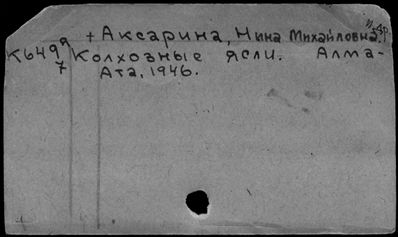 + Аксарина, Нина Михайловна.
К6499 Колхозные ясли. Алма-
7 Ата, 1946.